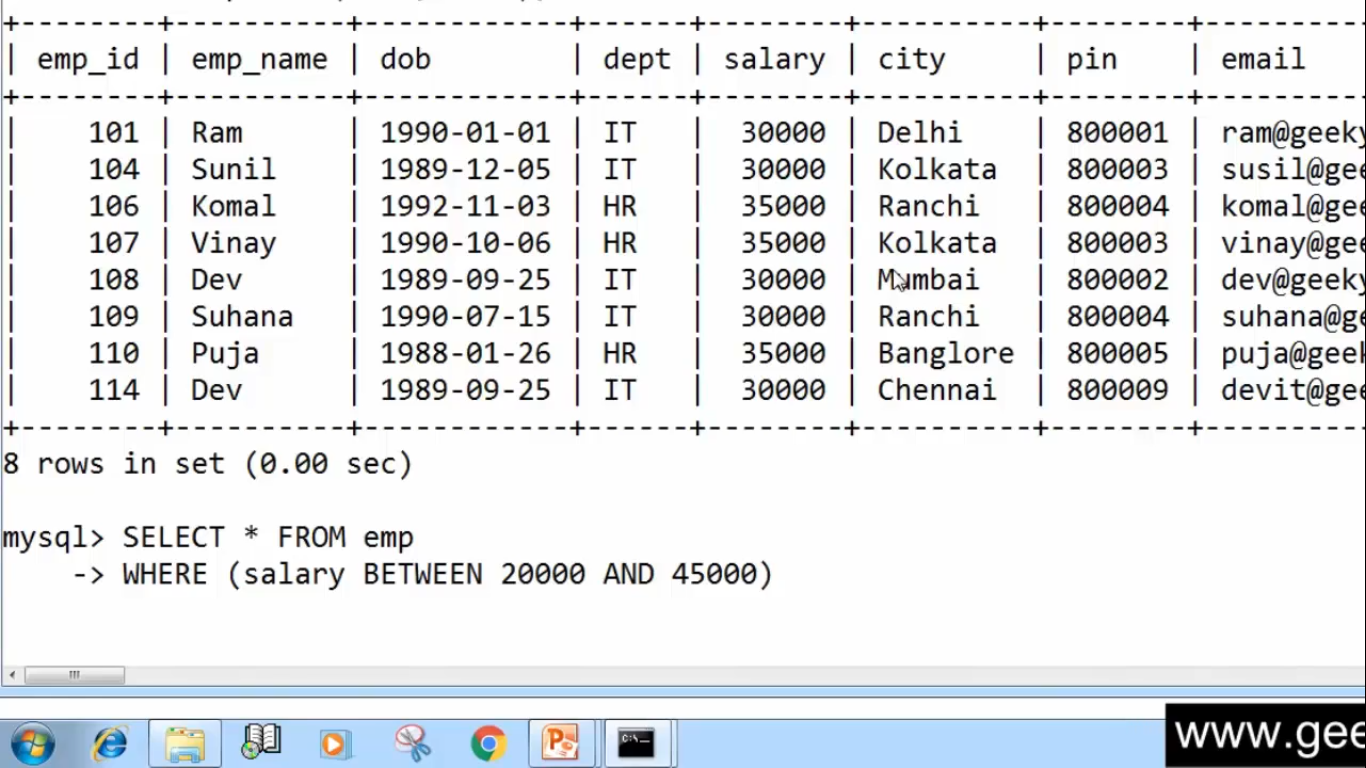 +--------+-----------+------------+------+--------+----------+--------+---------
| emp_id | emp_name | dob | dept | salary | city | pin | email
+--------+-----------+------------+------+--------+----------+--------+---------
| 101 | Ram | 1990-01-01 | IT | 30000 | Delhi | 800001 | ram@geeky
| 104 | Sunil | 1989-12-05 | IT | 30000 | Kolkata | 800003 | susil@gee
| 106 | Komal | 1992-11-03 | HR | 35000 | Ranchi | 800004 | komal@gee
| 107 | Vinay | 1990-10-06 | HR | 35000 | Kolkata | 800003 | vinay@gee
| 108 | Dev | 1989-09-25 | IT | 30000 | Mumbai | 800002 | dev@geeky
| 109 | Suhana | 1990-07-15 | IT | 30000 | Ranchi | 800004 | suhana@ge
| 110 | Puja | 1988-01-26 | HR | 35000 | Banglore | 800005 | puja@geek
| 114 | Dev | 1989-09-25 | IT | 30000 | Chennai | 800009 | devit@gee
+--------+-----------+------------+------+--------+----------+--------+---------
8 rows in set (0.00 sec)
mysql> SELECT * FROM emp
-> WHERE (salary BETWEEN 20000 AND 45000)
C:\_
www.gee